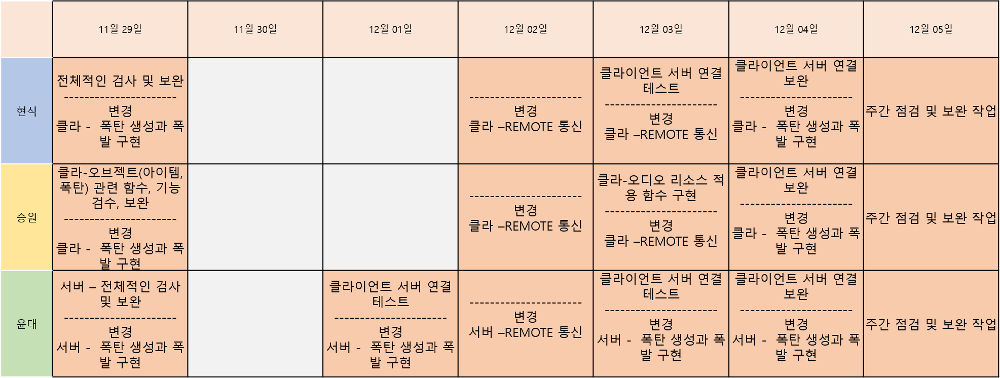 11월 29일
11월 30일
12월 01일
12월 02일
12월 03일
12월 04일
12월 05일
현식
전체적인 검사 및 보완
----------------------
변경
클라 -  폭탄 생성과 폭
발 구현
----------------------
변경
클라 –REMOTE 통신
클라이언트 서버 연결
테스트
----------------------
변경
클라 –REMOTE 통신
클라이언트 서버 연결
보완
----------------------
변경
클라 -  폭탄 생성과 폭
발 구현
주간 점검 및 보완 작업
승원
클라-오브젝트(아이템,
폭탄) 관련 함수, 기능
검수, 보완
----------------------
변경
클라 -  폭탄 생성과 폭
발 구현
----------------------
변경
클라 –REMOTE 통신
클라-오디오 리소스 적
용 함수 구현
----------------------
변경
클라 –REMOTE 통신
클라이언트 서버 연결
보완
----------------------
변경
클라 -  폭탄 생성과 폭
발 구현
주간 점검 및 보완 작업
윤태
서버 – 전체적인 검사
및 보완
----------------------
변경
서버 -  폭탄 생성과 폭
발 구현
클라이언트 서버 연결
테스트
----------------------
변경
서버 -  폭탄 생성과 폭
발 구현
----------------------
변경
서버 –REMOTE 통신
클라이언트 서버 연결
테스트
----------------------
변경
서버 -  폭탄 생성과 폭
발 구현
클라이언트 서버 연결
보완
----------------------
변경
서버 -  폭탄 생성과 폭
발 구현
주간 점검 및 보완 작업